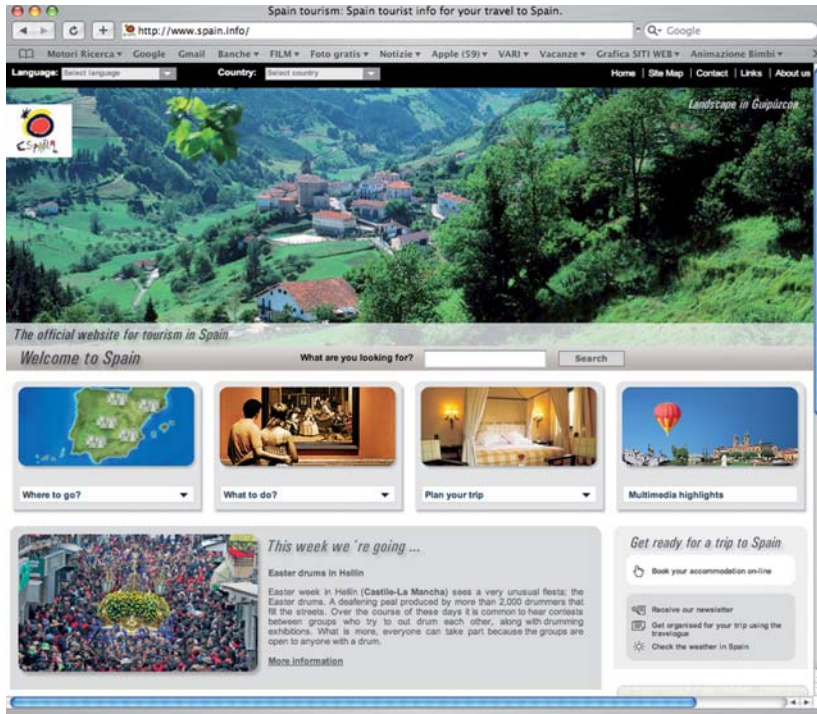 Spain tourism: Spain tourist info for your travel to Spain.
http://www.spain.info/
Google
Motori Ricerca Google Gmail Banche FILM Foto gratis Notizie Apple (59) VARI Vacanze Grafica SITI WEB Animazione Bimbi
Language: Select language Country: Select country Home | Site Map | Contact | Links | About us
Landscape in Guipúzcoa
ESPAÑA
The official website for tourism in Spain
Welcome to Spain What are you looking for? Search
Where to go? What to do? Plan your trip Multimedia highlights
This week we´re going ...
Easter drums in Hellín
Easter week in Hellín (Castile-La Mancha) sees a very unusual fiesta: the
Easter drums. A deafening peal produced by more than 2,000 drummers that
fill the streets. Over the course of these days it is common to hear contests
between groups who try to out drum each other, along with drumming
exhibitions. What is more, everyone can take part because the groups are
open to anyone with a drum.
More information
Get ready for a trip to Spain
Book your accommodation on-line
Receive our newsletter
Get organised for your trip using the
travelogue
Check the weather in Spain